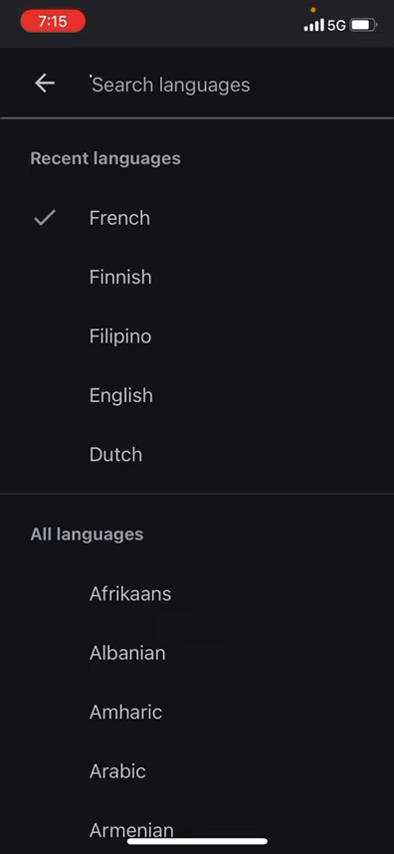 7:15
5G
Search languages
Recent languages
French
Finnish
Filipino
English
Dutch
All languages
Afrikaans
Albanian
Amharic
Arabic
Armenian